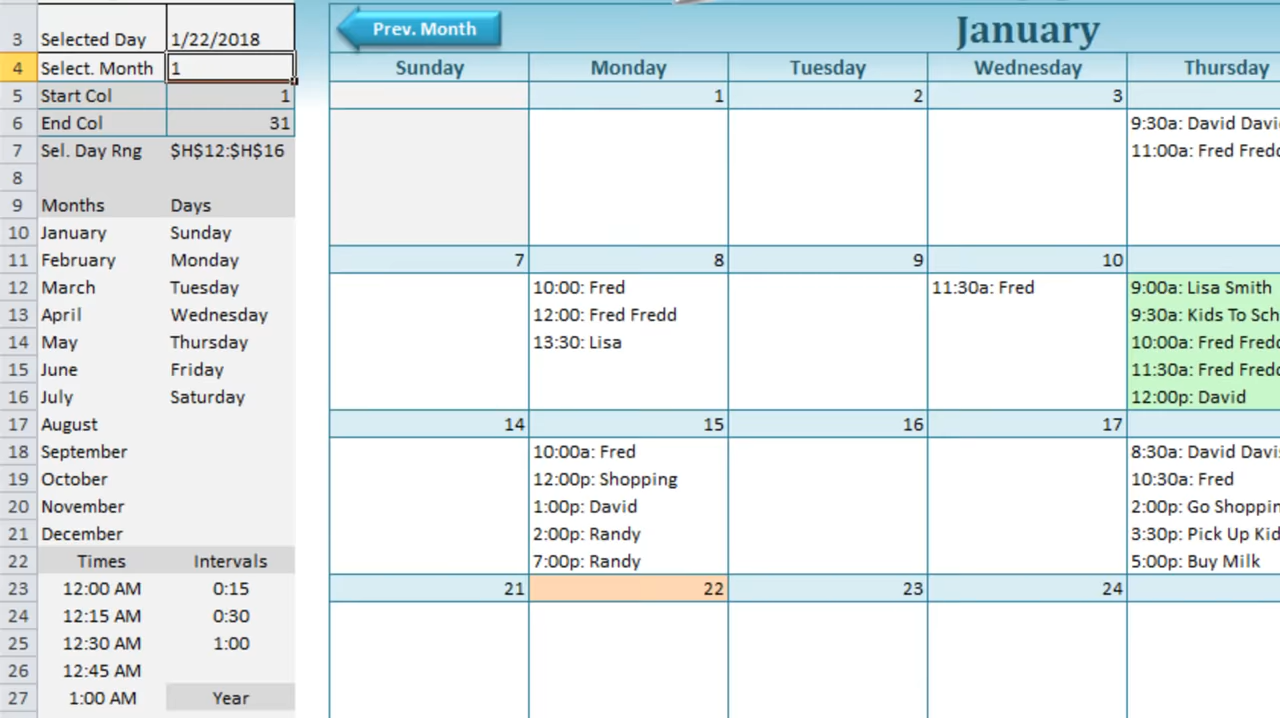 Prev. Month
January
3 Selected Day 1/22/2018
4 Select. Month 1 Sunday Monday Tuesday Wednesday Thursday
5 Start Col 1 1 2 3
6 End Col 31 9:30a: David Davi
7 Sel. Day Rng $H$12:$H$16 11:00a: Fred Fredd
8
9 Months Days
10 January Sunday
11 February Monday 7 8 9 10
12 March Tuesday 10:00: Fred 11:30a: Fred 9:00a: Lisa Smith
13 April Wednesday 12:00: Fred Fredd 9:30a: Kids To Sch
14 May Thursday 13:30: Lisa 10:00a: Fred Fredd
15 June Friday 11:30a: Fred Fredd
16 July Saturday 12:00p: David
17 August 14 15 16 17
18 September 10:00a: Fred 8:30a: David Davi
19 October 12:00p: Shopping 10:30a: Fred
20 November 1:00p: David 2:00p: Go Shoppin
21 December 2:00p: Randy 3:30p: Pick Up Kid
22 Times Intervals 7:00p: Randy 5:00p: Buy Milk
23 12:00 AM 0:15 21 22 23 24
24 12:15 AM 0:30
25 12:30 AM 1:00
26 12:45 AM
27 1:00 AM Year